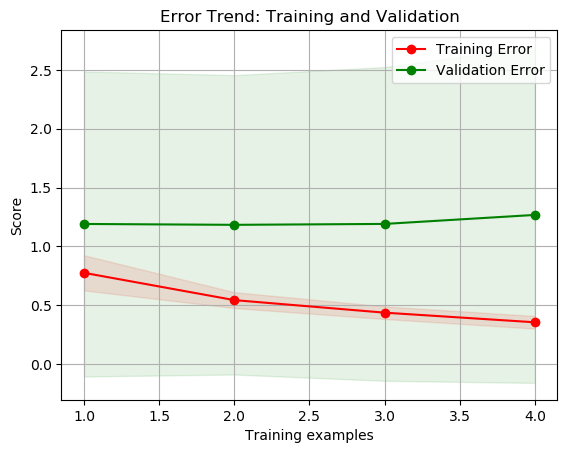 Error Trend: Training and Validation
Training Error
Validation Error
Score
2.5
2.0
1.5
1.0
0.5
0.0
1.0 1.5 2.0 2.5 3.0 3.5 4.0
Training examples